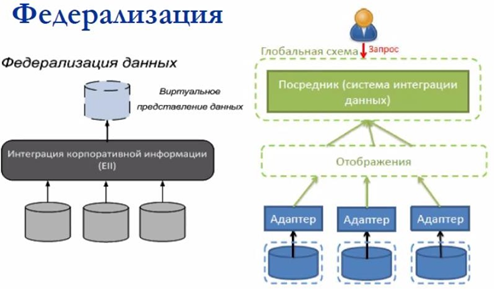 Федерализация
Федерализация данных
Виртуальное
представление данных
Интеграция корпоративной информации
(EII)
Глобальная схема
Запрос
Посредник (система интеграции
данных)
Отображения
Адаптер
Адаптер
Адаптер